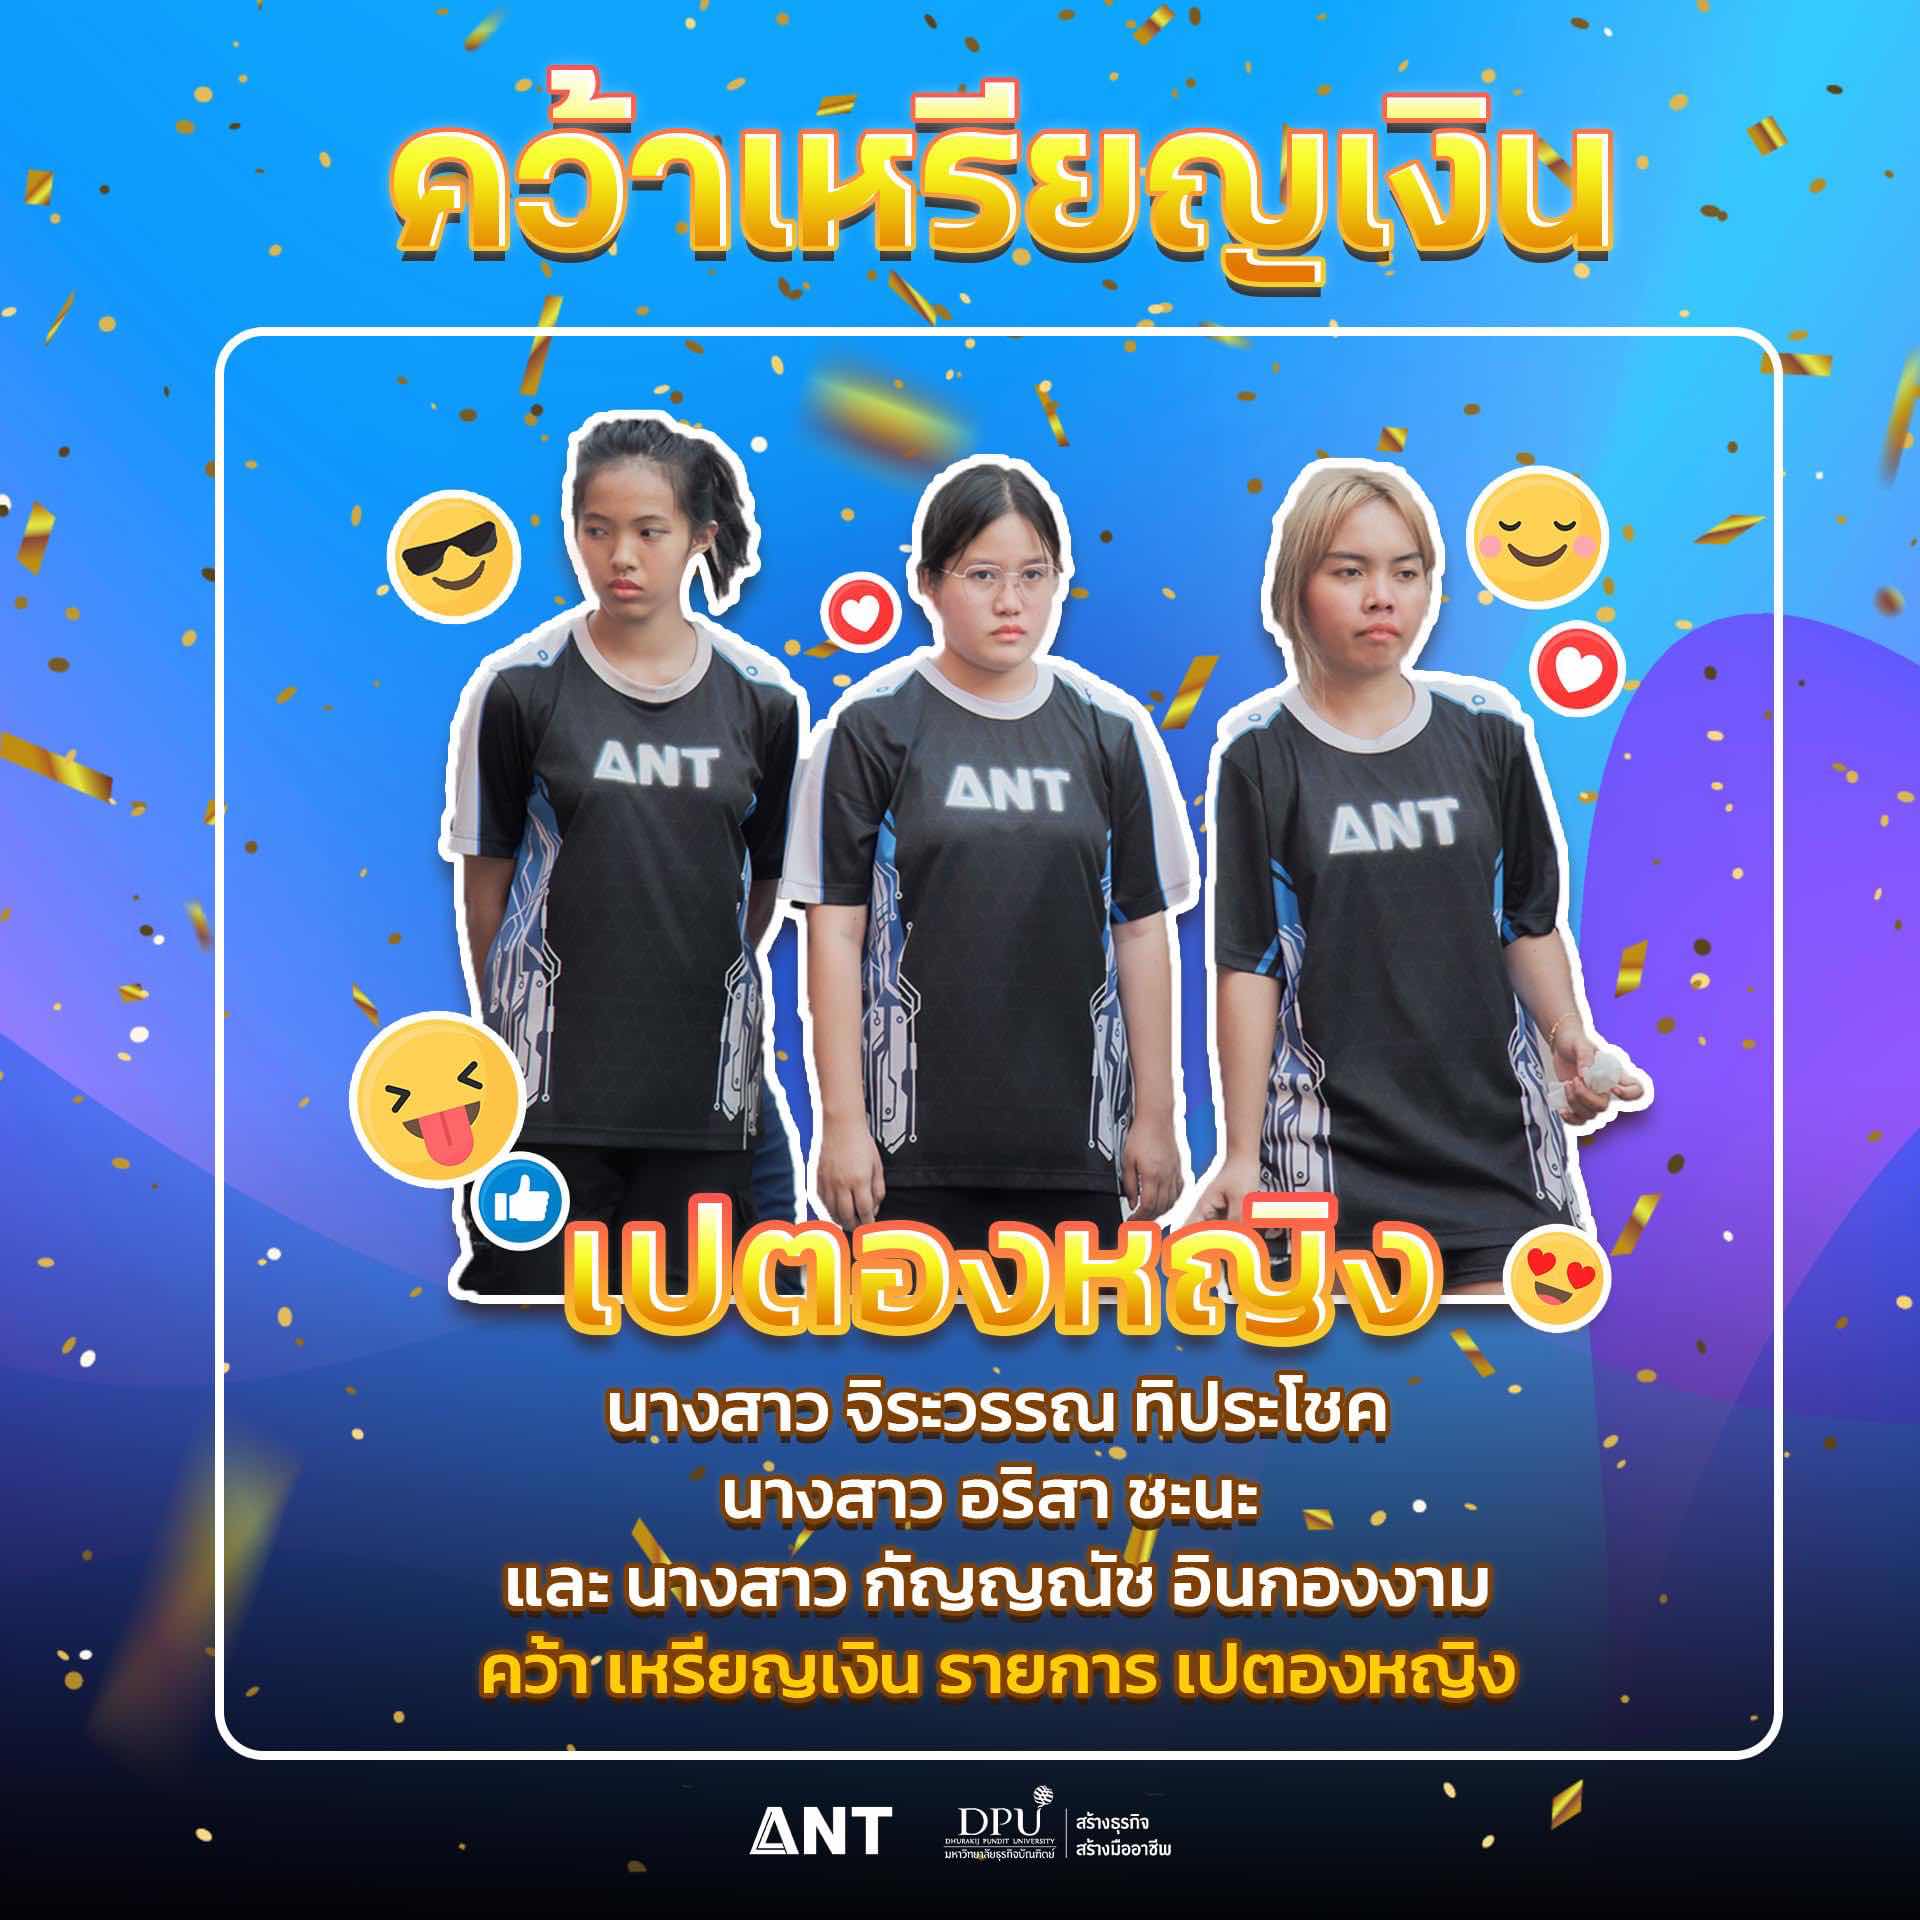 คว้าเหรียญเงิน
ANT
ANT
ANT
เปตองหญิง
นางสาว จิระวรรณ ทิประโชค
นางสาว อริสา ชะนะ
และ นางสาว กัญญณัช อินกองงาม
คว้า เหรียญเงิน รายการ เปตองหญิง
ANT
DPU
DHURAKIJ PUNDIT UNIVERSITY
มหาวิทยาลัยธุรกิจบัณฑิตย์
สร้างธุรกิจ
สร้างมืออาชีพ